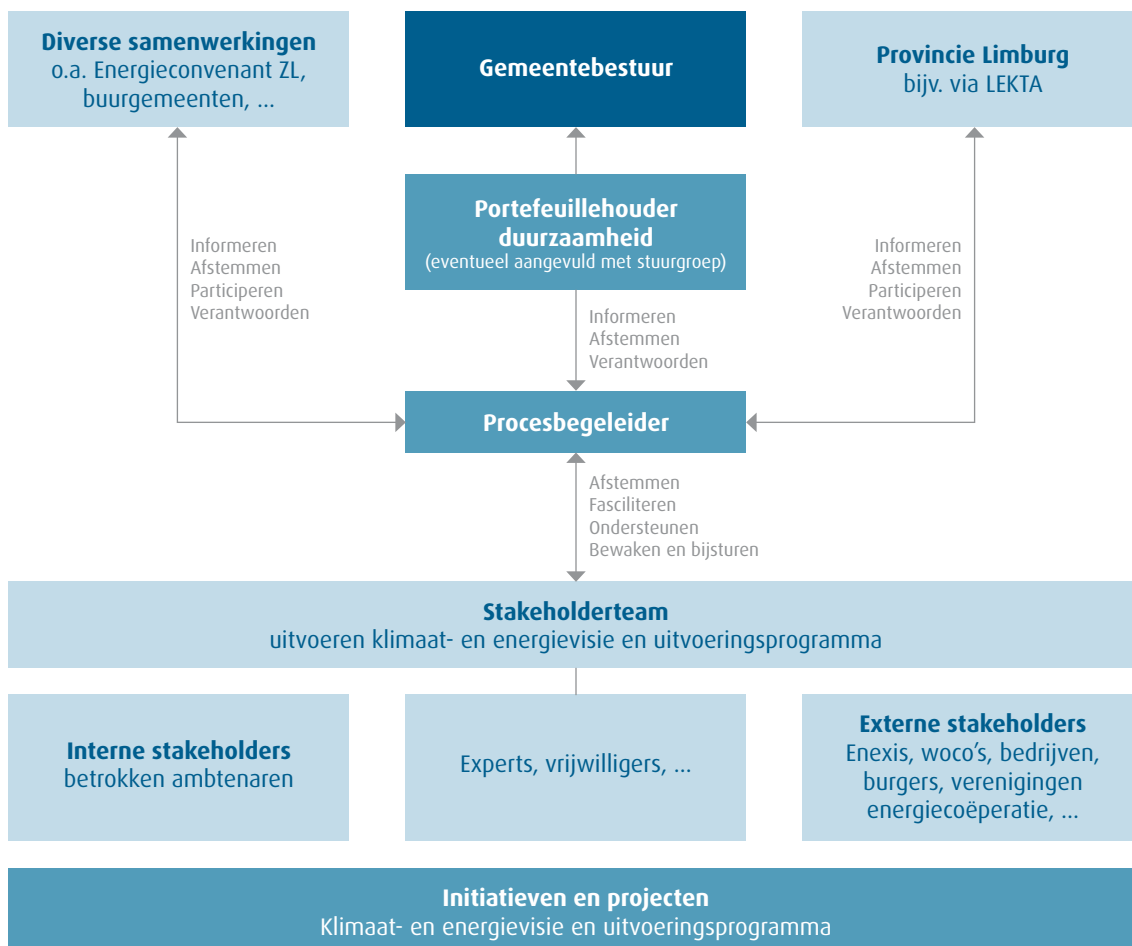 Diverse samenwerkingen
o.a. Energieconvenant ZL,
buurgemeenten, ...
Gemeentebestuur
Provincie Limburg
bijv. via LEKTA
Portefeuillehouder
duurzaamheid
(eventueel aangevuld met stuurgroep)
Informeren
Afstemmen
Participeren
Verantwoorden
Informeren
Afstemmen
Verantwoorden
Informeren
Afstemmen
Participeren
Verantwoorden
Procesbegeleider
Afstemmen
Fasciliteren
Ondersteunen
Bewaken en bijsturen
Stakeholderteam
uitvoeren klimaat- en energievisie en uitvoeringsprogramma
Interne stakeholders
betrokken ambtenaren
Experts, vrijwilligers, ...
Externe stakeholders
Enexis, woco's, bedrijven,
burgers, verenigingen
energiecoëperatie, ...
Initiatieven en projecten
Klimaat- en energievisie en uitvoeringsprogramma